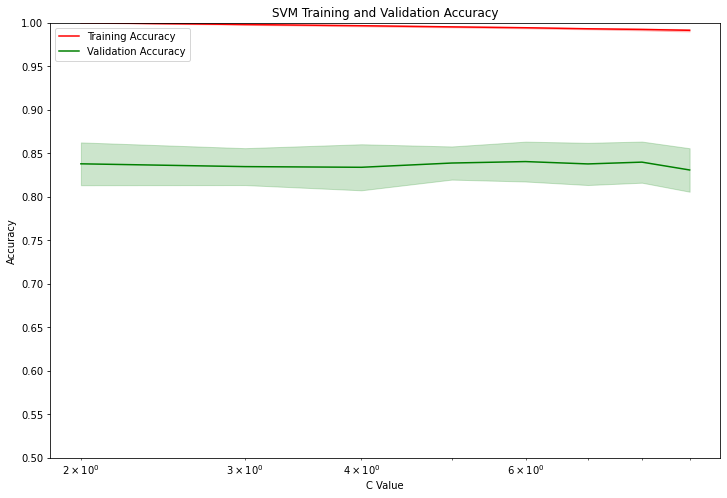 SVM Training and Validation Accuracy
Training Accuracy
Validation Accuracy
1.00
0.95
0.90
0.85
0.80
0.75
0.70
0.65
0.60
0.55
0.50
Accuracy
2 × 10⁰
3 × 10⁰
4 × 10⁰
6 × 10⁰
C Value